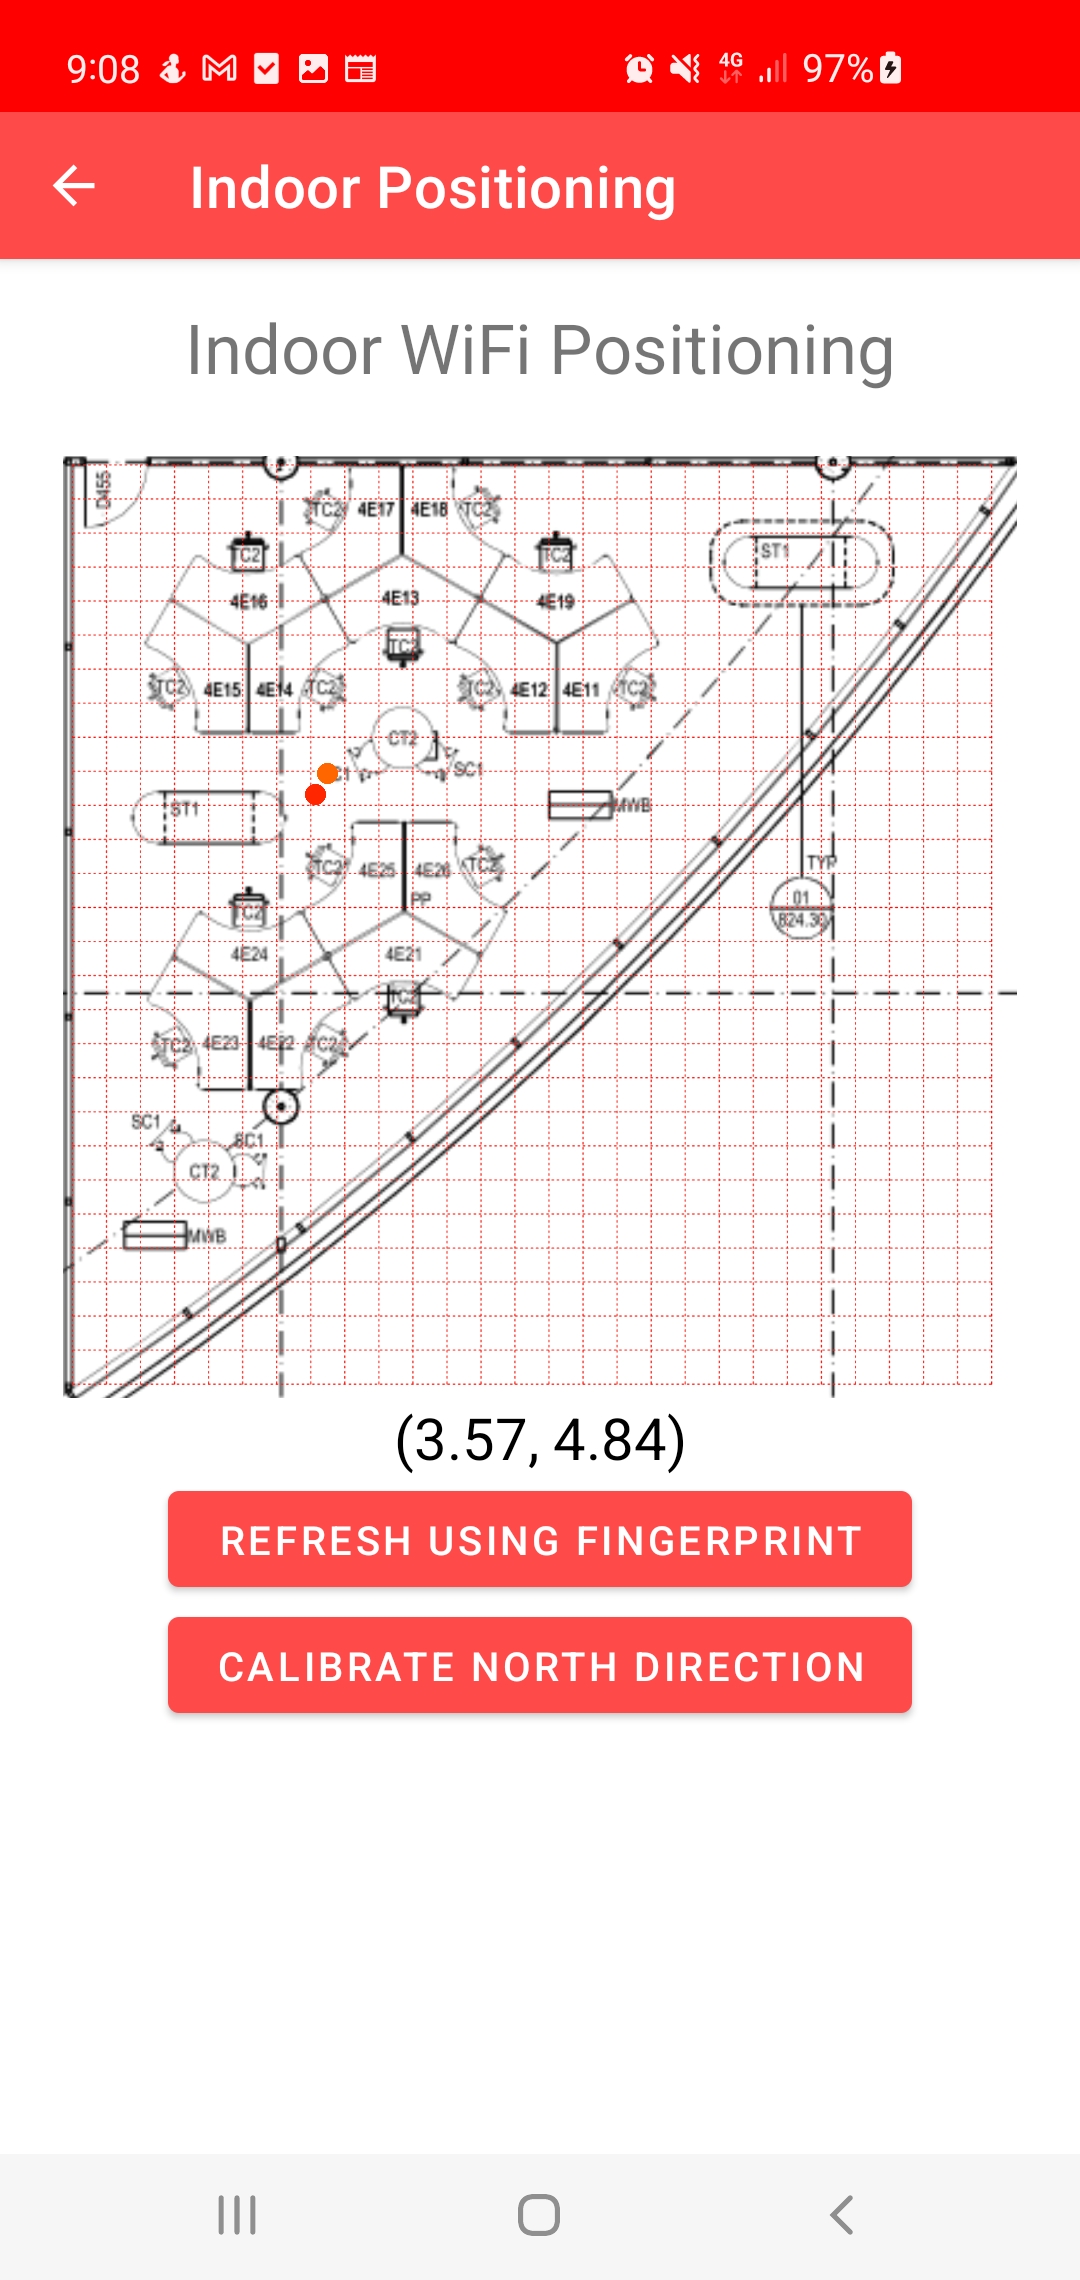 9:08 4G 97%
Indoor Positioning
Indoor WiFi Positioning
D455
TC2 4E17 4E18 TC2
TC2 TC2 ST1
4E16 4E13 4E19
TC2
TC2 4E15 4E14 TC2 TC2 4E12 4E11 TC2
CT2
SC1
ST1 MWB
TC2 4E25 4E26 TC2 TYP
PP 01
TC2 824.30
4E24 4E21
TC2
TC2 4E23 4E22 TC2
SC1
SC1
CT2
MWB
(3.57, 4.84)
REFRESH USING FINGERPRINT
CALIBRATE NORTH DIRECTION